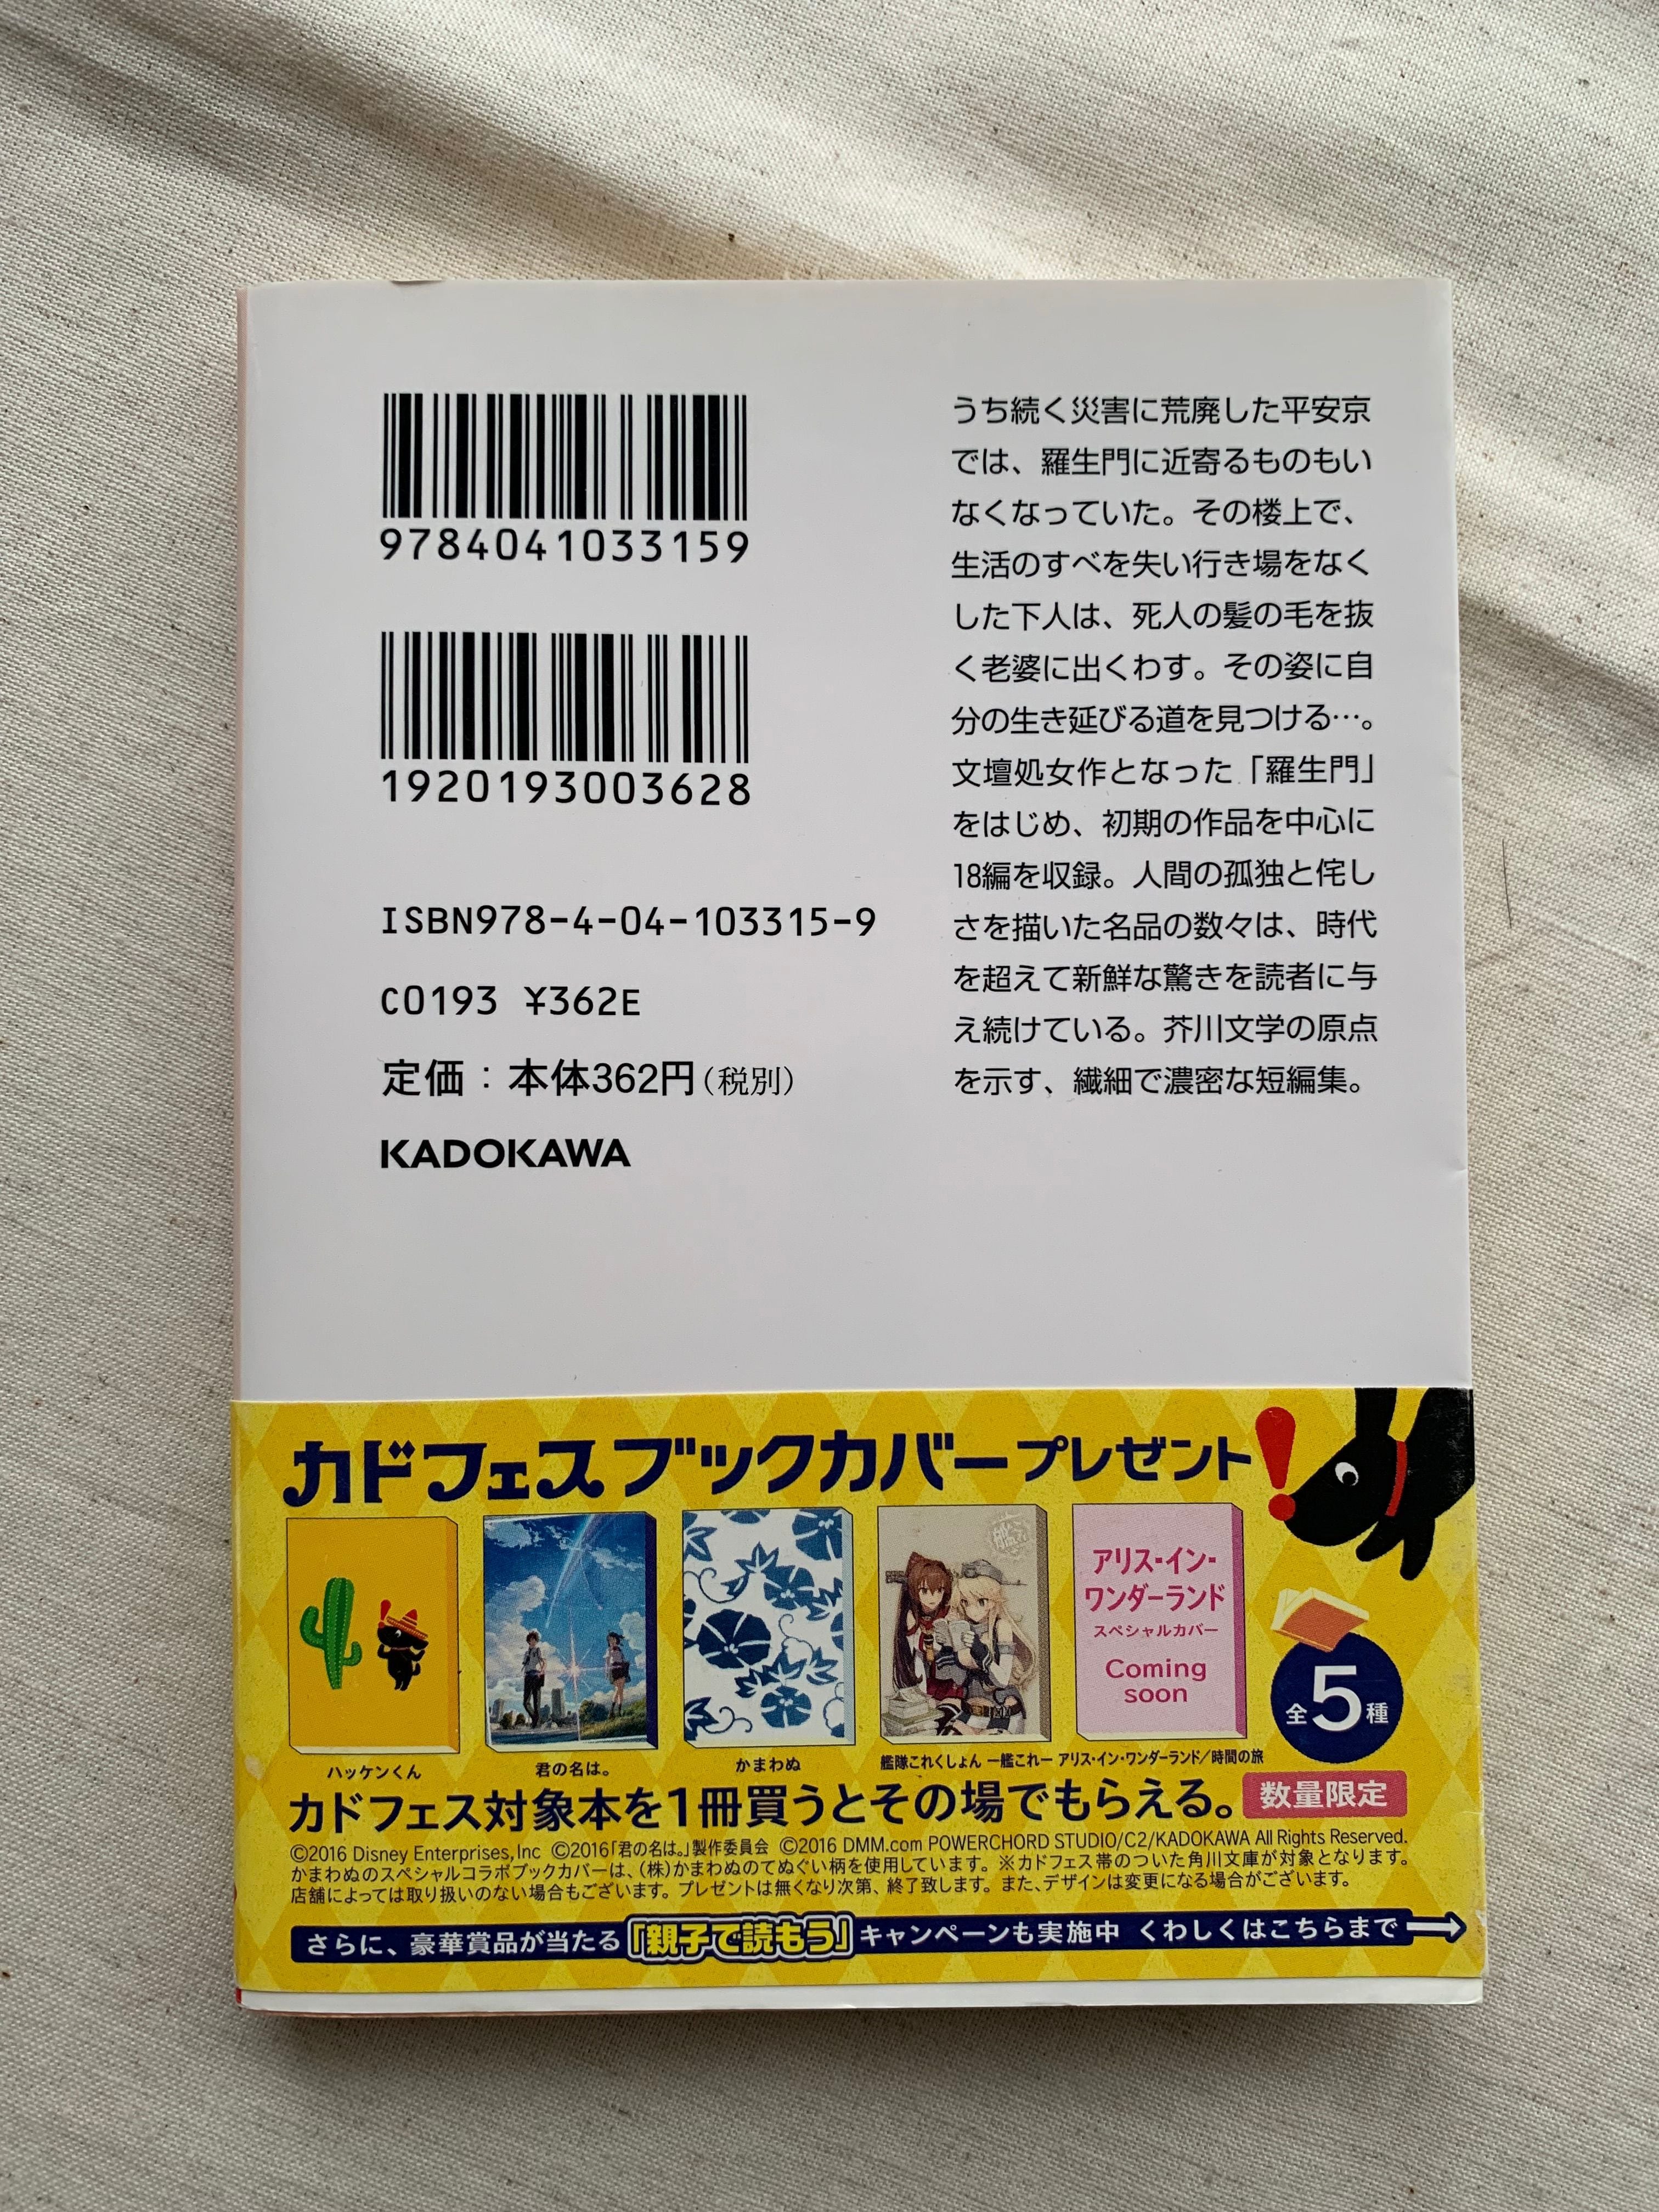 9784041033159
1920193003628
ISBN978-4-04-103315-9
C0193 ¥362E
定価：本体362円（税別）
KADOKAWA
うち続く災害に荒廃した平安京
では、羅生門に近寄るものもい
なくなっていた。その楼上で、
生活のすべを失い行き場をなく
した下人は、死人の髪の毛を抜
く老婆に出くわす。その姿に自
分の生き延びる道を見つける…。
文壇処女作となった「羅生門」
をはじめ、初期の作品を中心に
18編を収録。人間の孤独と侘し
さを描いた名品の数々は、時代
を超えて新鮮な驚きを読者に与
え続けている。芥川文学の原点
を示す、繊細で濃密な短編集。
カドフェス ブックカバープレゼント
アリス・イン・
ワンダーランド
スペシャルカバー
Coming
soon
全5種
ハッケンくん
君の名は。
かまわぬ
艦隊これくしょん ー艦これー
アリス・イン・ワンダーランド／時間の旅
カドフェス対象本を1冊買うとその場でもらえる。 数量限定
©2016 Disney Enterprises,Inc ©2016「君の名は。」製作委員会 ©2016 DMM.com POWERCHORD STUDIO/C2/KADOKAWA All Rights Reserved.
かまわぬのスペシャルコラボブックカバーは、（株）かまわぬのてぬぐい柄を使用しています。※カドフェス帯のついた角川文庫が対象となります。
店舗によっては取り扱いのない場合もございます。プレゼントは無くなり次第、終了致します。また、デザインは変更になる場合がございます。
さらに、豪華賞品が当たる「親子で読もう」キャンペーンも実施中 くわしくはこちらまで→